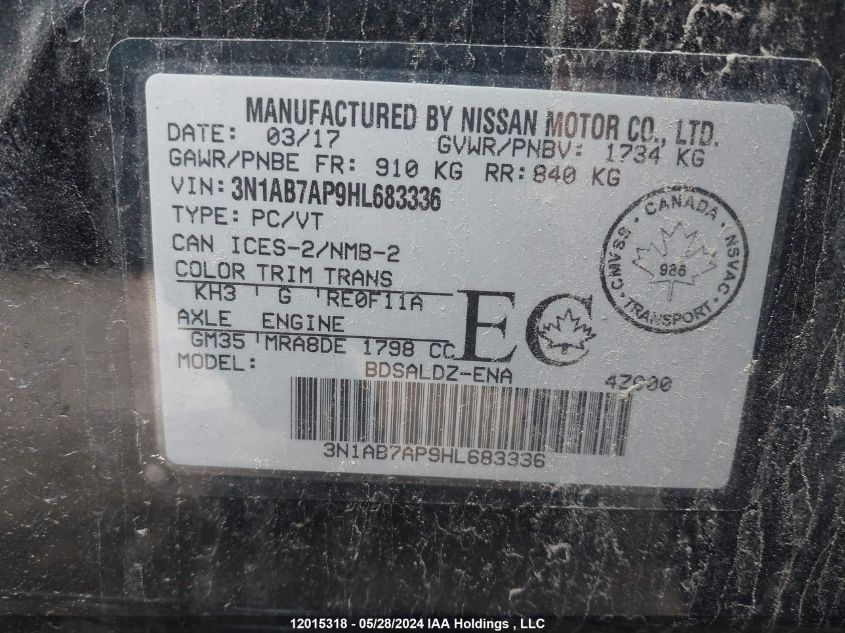 MANUFACTURED BY NISSAN MOTOR CO., LTD.
DATE: 03/17 GVWR/PNBV: 1734 KG
GAWR/PNBE FR: 910 KG RR: 840 KG
VIN: 3N1AB7AP9HL683336
TYPE: PC/VT
CAN ICES-2/NMB-2
COLOR TRIM TRANS
KH3 G RE0F11A
AXLE ENGINE
GM35 MRA8DE 1798 CC
MODEL: BDSALDZ-ENA 4Z000
EC
CANADA
CMVSS NSVAC
986
TRANSPORT
3N1AB7AP9HL683336
12015318 - 05/28/2024 IAA Holdings , LLC